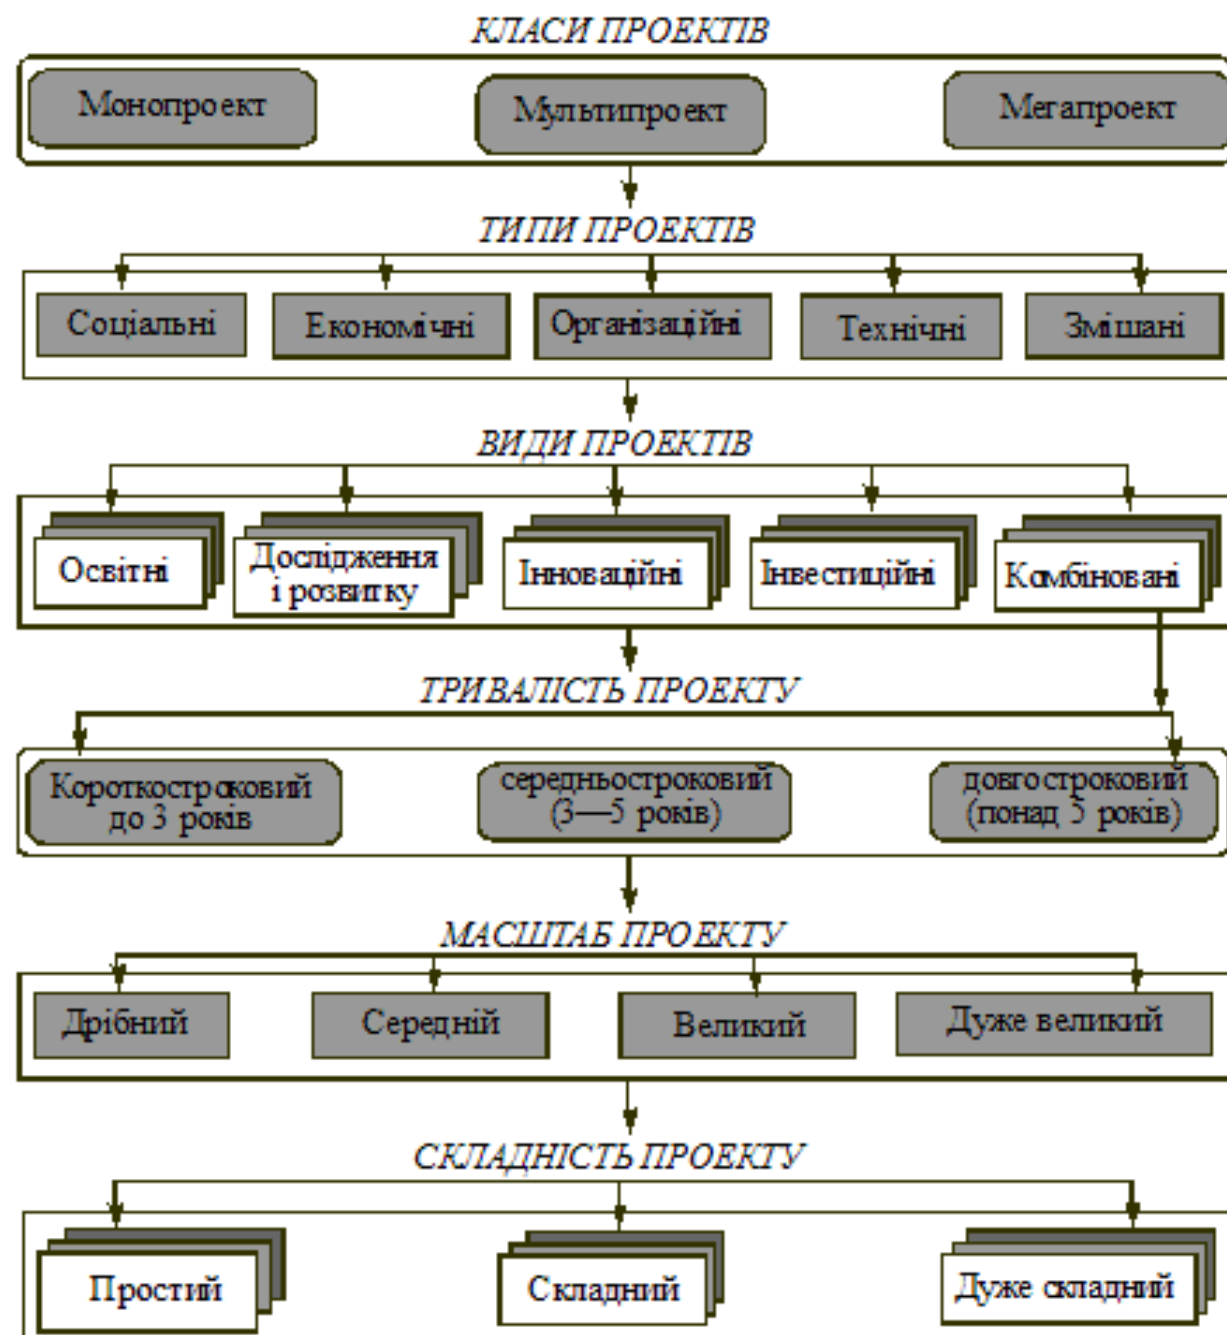 КЛАСИ ПРОЕКТІВ
Монопроект
Мультипроект
Мегапроект
ТИПИ ПРОЕКТІВ
Соціальні
Економічні
Організаційні
Технічні
Змішані
ВИДИ ПРОЕКТІВ
Освітні
Дослідження
і розвитку
Інноваційні
Інвестиційні
Комбіновані
ТРИВАЛІСТЬ ПРОЕКТУ
Короткостроковий
до 3 років
середньостроковий
(3—5 років)
довгостроковий
(понад 5 років)
МАСШТАБ ПРОЕКТУ
Дрібний
Середній
Великий
Дуже великий
СКЛАДНІСТЬ ПРОЕКТУ
Простий
Складний
Дуже складний